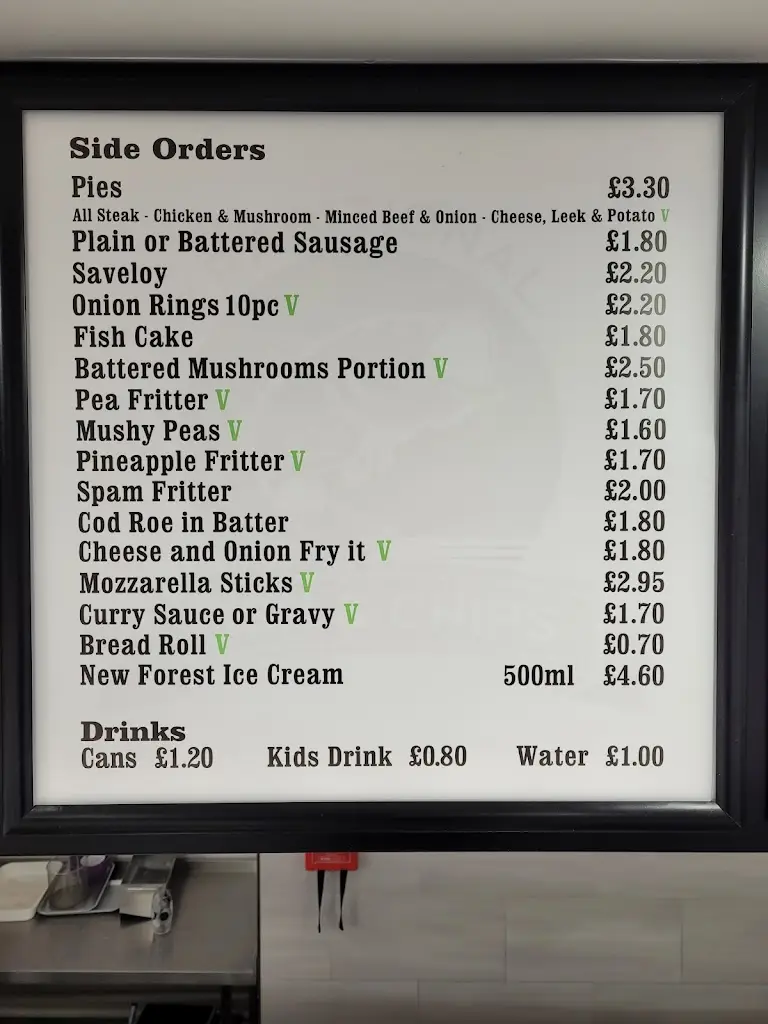 Side Orders
Pies £3.30
All Steak - Chicken & Mushroom - Minced Beef & Onion - Cheese, Leek & Potato V
Plain or Battered Sausage £1.80
Saveloy £2.20
Onion Rings 10pc V £2.20
Fish Cake £1.80
Battered Mushrooms Portion V £2.50
Pea Fritter V £1.70
Mushy Peas V £1.60
Pineapple Fritter V £1.70
Spam Fritter £2.00
Cod Roe in Batter £1.80
Cheese and Onion Fry it V £1.80
Mozzarella Sticks V £2.95
Curry Sauce or Gravy V £1.70
Bread Roll V £0.70
New Forest Ice Cream 500ml £4.60
Drinks
Cans £1.20 Kids Drink £0.80 Water £1.00